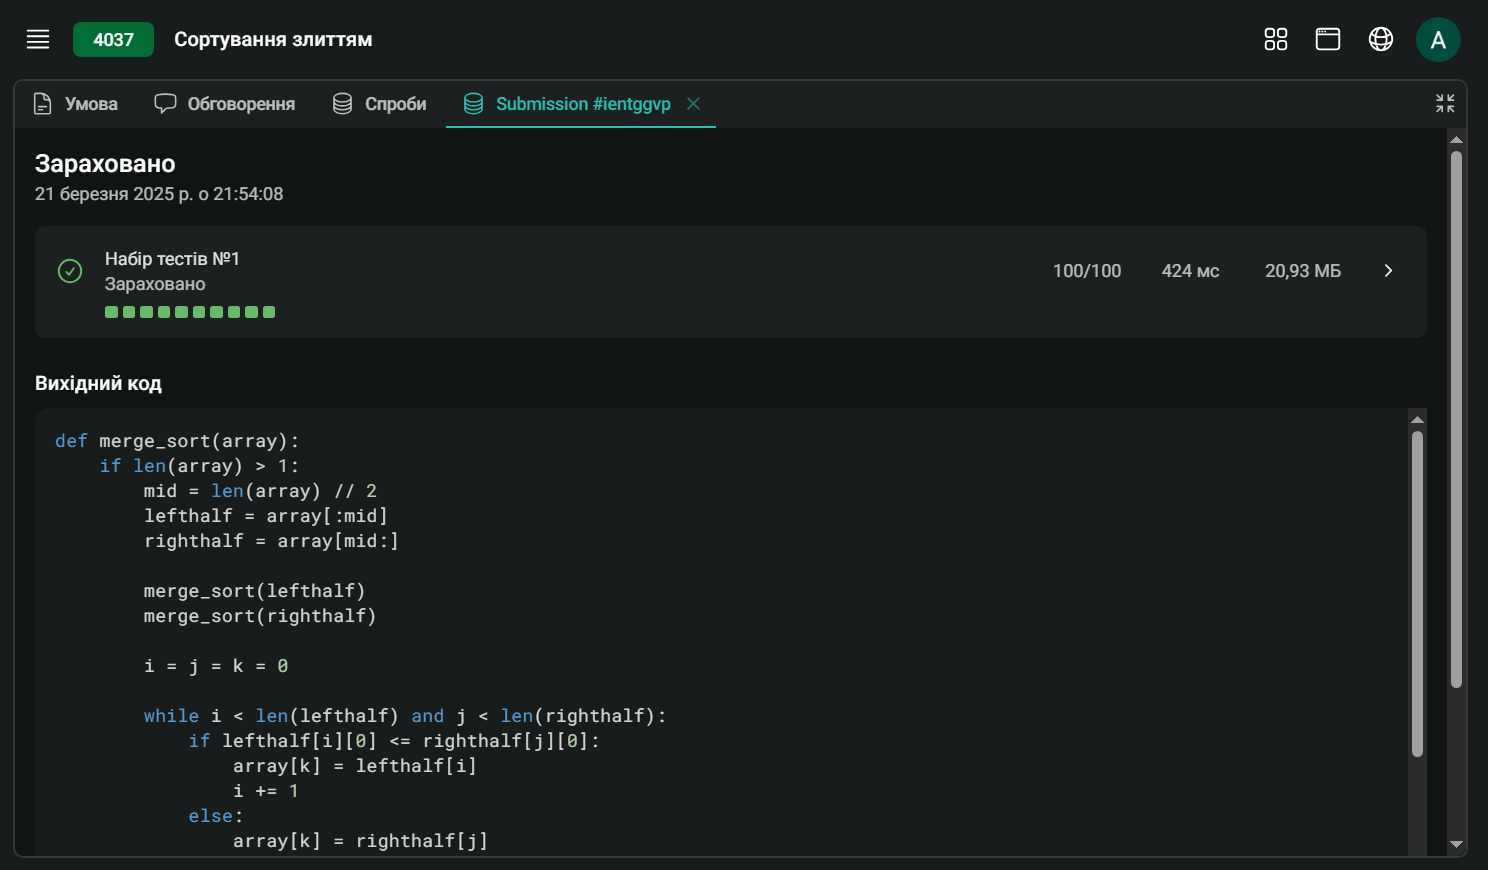 4037 Сортування злиттям A
Умова Обговорення Спроби Submission #ientggvp
Зараховано
21 березня 2025 р. о 21:54:08
Набір тестів №1
Зараховано
100/100 424 мс 20,93 МБ
Вихідний код
def merge_sort(array):
    if len(array) > 1:
        mid = len(array) // 2
        lefthalf = array[:mid]
        righthalf = array[mid:]
        merge_sort(lefthalf)
        merge_sort(righthalf)
        i = j = k = 0
        while i < len(lefthalf) and j < len(righthalf):
            if lefthalf[i][0] <= righthalf[j][0]:
                array[k] = lefthalf[i]
                i += 1
            else:
                array[k] = righthalf[j]